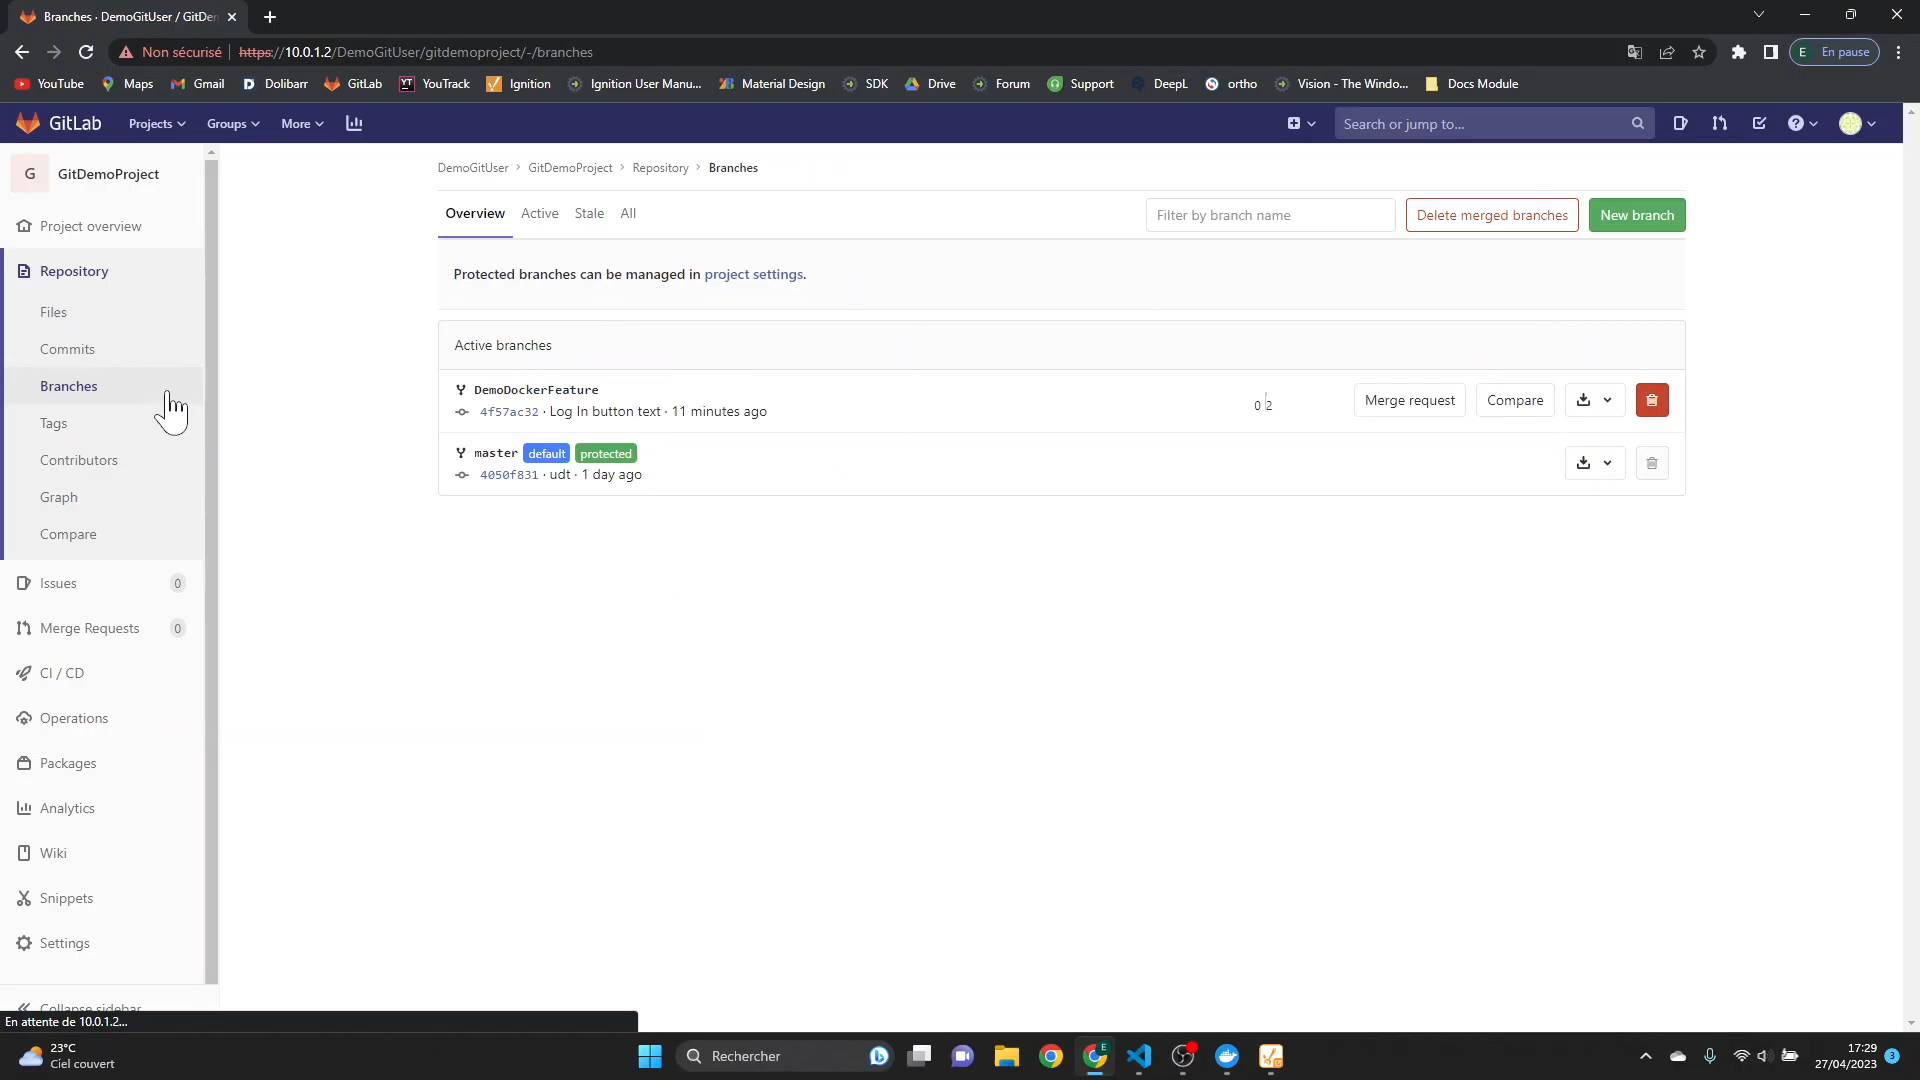 Branches · DemoGitUser / GitDem
Non sécurisé https://10.0.1.2/DemoGitUser/gitdemoproject/-/branches E En pause
YouTube Maps Gmail Dolibarr GitLab YouTrack Ignition Ignition User Manu... Material Design SDK Drive Forum Support DeepL ortho Vision - The Windo... Docs Module
GitLab Projects Groups More Search or jump to...
G GitDemoProject
DemoGitUser > GitDemoProject > Repository > Branches
Overview Active Stale All Filter by branch name Delete merged branches New branch
Protected branches can be managed in project settings.
Active branches
DemoDockerFeature
4f57ac32 · Log In button text · 11 minutes ago
0 2 Merge request Compare
master default protected
4050f831 · udt · 1 day ago
Project overview
Repository
Files
Commits
Branches
Tags
Contributors
Graph
Compare
Issues 0
Merge Requests 0
CI / CD
Operations
Packages
Analytics
Wiki
Snippets
Settings
Collapse sidebar
En attente de 10.0.1.2...
23°C
Ciel couvert
Rechercher
17:29
27/04/2023
3